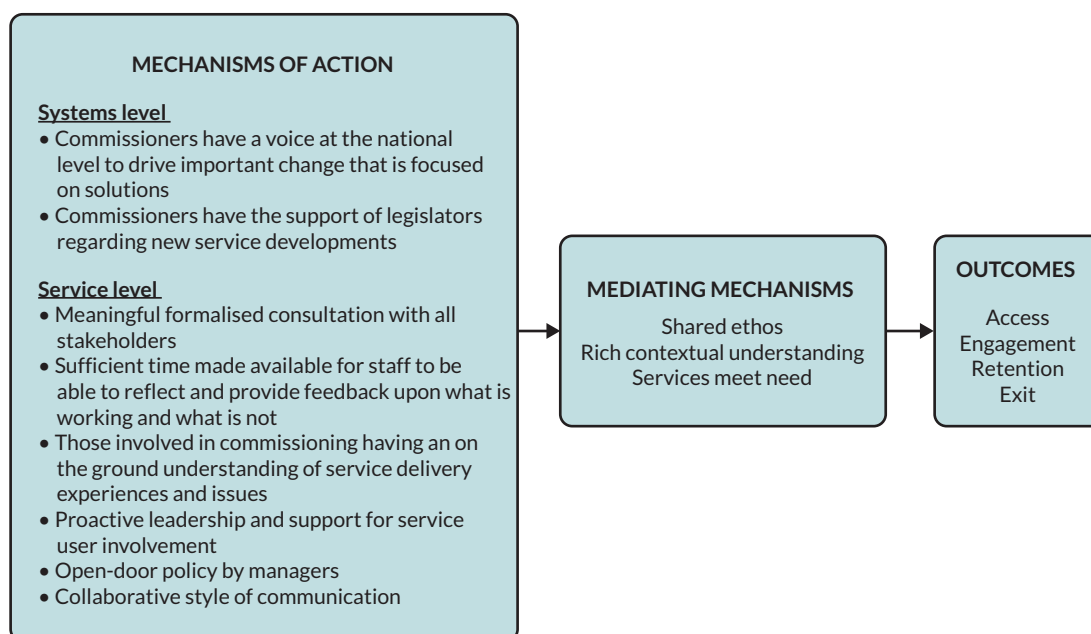 MECHANISMS OF ACTION
Systems level
• Commissioners have a voice at the national
level to drive important change that is focused
on solutions
• Commissioners have the support of legislators
regarding new service developments
Service level
• Meaningful formalised consultation with all
stakeholders
• Sufficient time made available for staff to be
able to reflect and provide feedback upon what is
working and what is not
• Those involved in commissioning having an on
the ground understanding of service delivery
experiences and issues
• Proactive leadership and support for service
user involvement
• Open-door policy by managers
• Collaborative style of communication
MEDIATING MECHANISMS
Shared ethos
Rich contextual understanding
Services meet need
OUTCOMES
Access
Engagement
Retention
Exit